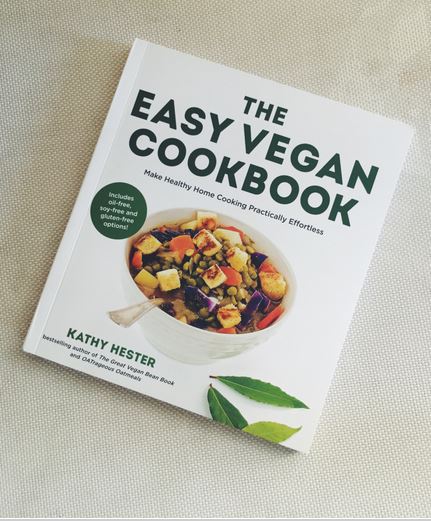 THE
EASY VEGAN
COOKBOOK
Make Healthy Home Cooking Practically Effortless
Includes
oil-free,
soy-free and
gluten-free
options!
KATHY HESTER
bestselling author of The Great Vegan Bean Book
and OATrageous Oatmeals